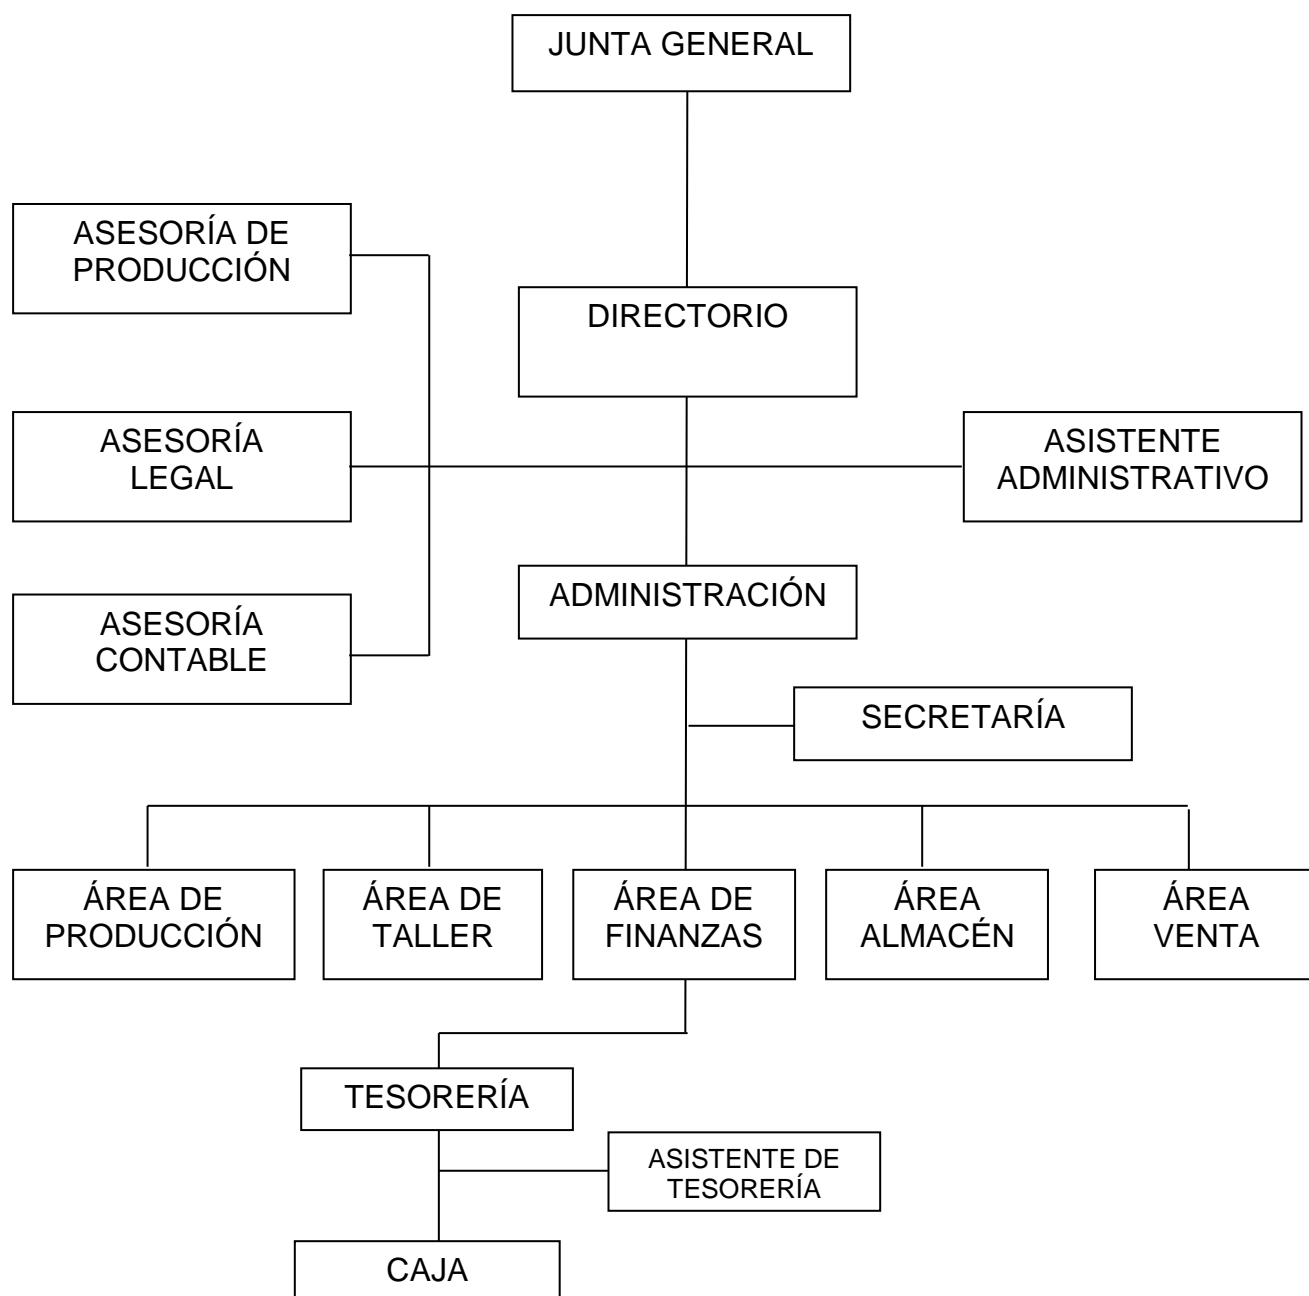 JUNTA GENERAL
ASESORÍA DE
PRODUCCIÓN
DIRECTORIO
ASESORÍA
LEGAL
ASISTENTE
ADMINISTRATIVO
ADMINISTRACIÓN
ASESORÍA
CONTABLE
SECRETARÍA
ÁREA DE
PRODUCCIÓN
ÁREA DE
TALLER
ÁREA DE
FINANZAS
ÁREA
ALMACÉN
ÁREA
VENTA
TESORERÍA
ASISTENTE DE
TESORERÍA
CAJA